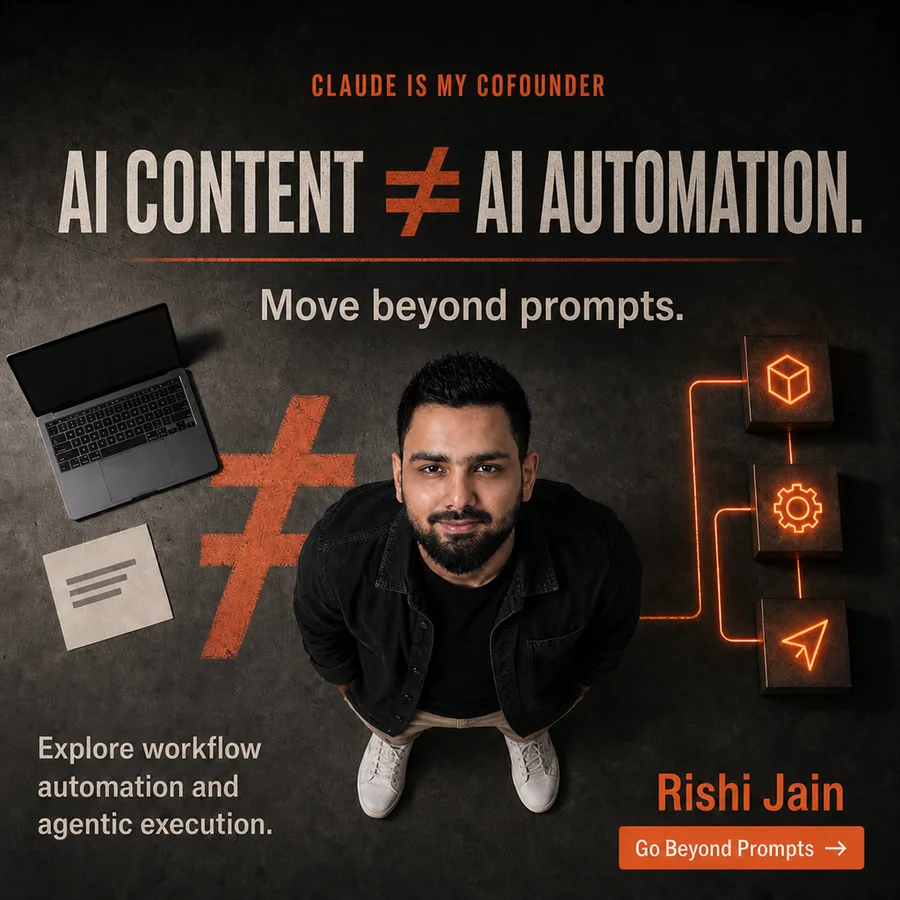 CLAUDE IS MY COFOUNDER
AI CONTENT ≠ AI AUTOMATION.
Move beyond prompts.
≠
Explore workflow
automation and
agentic execution.
Rishi Jain
Go Beyond Prompts →